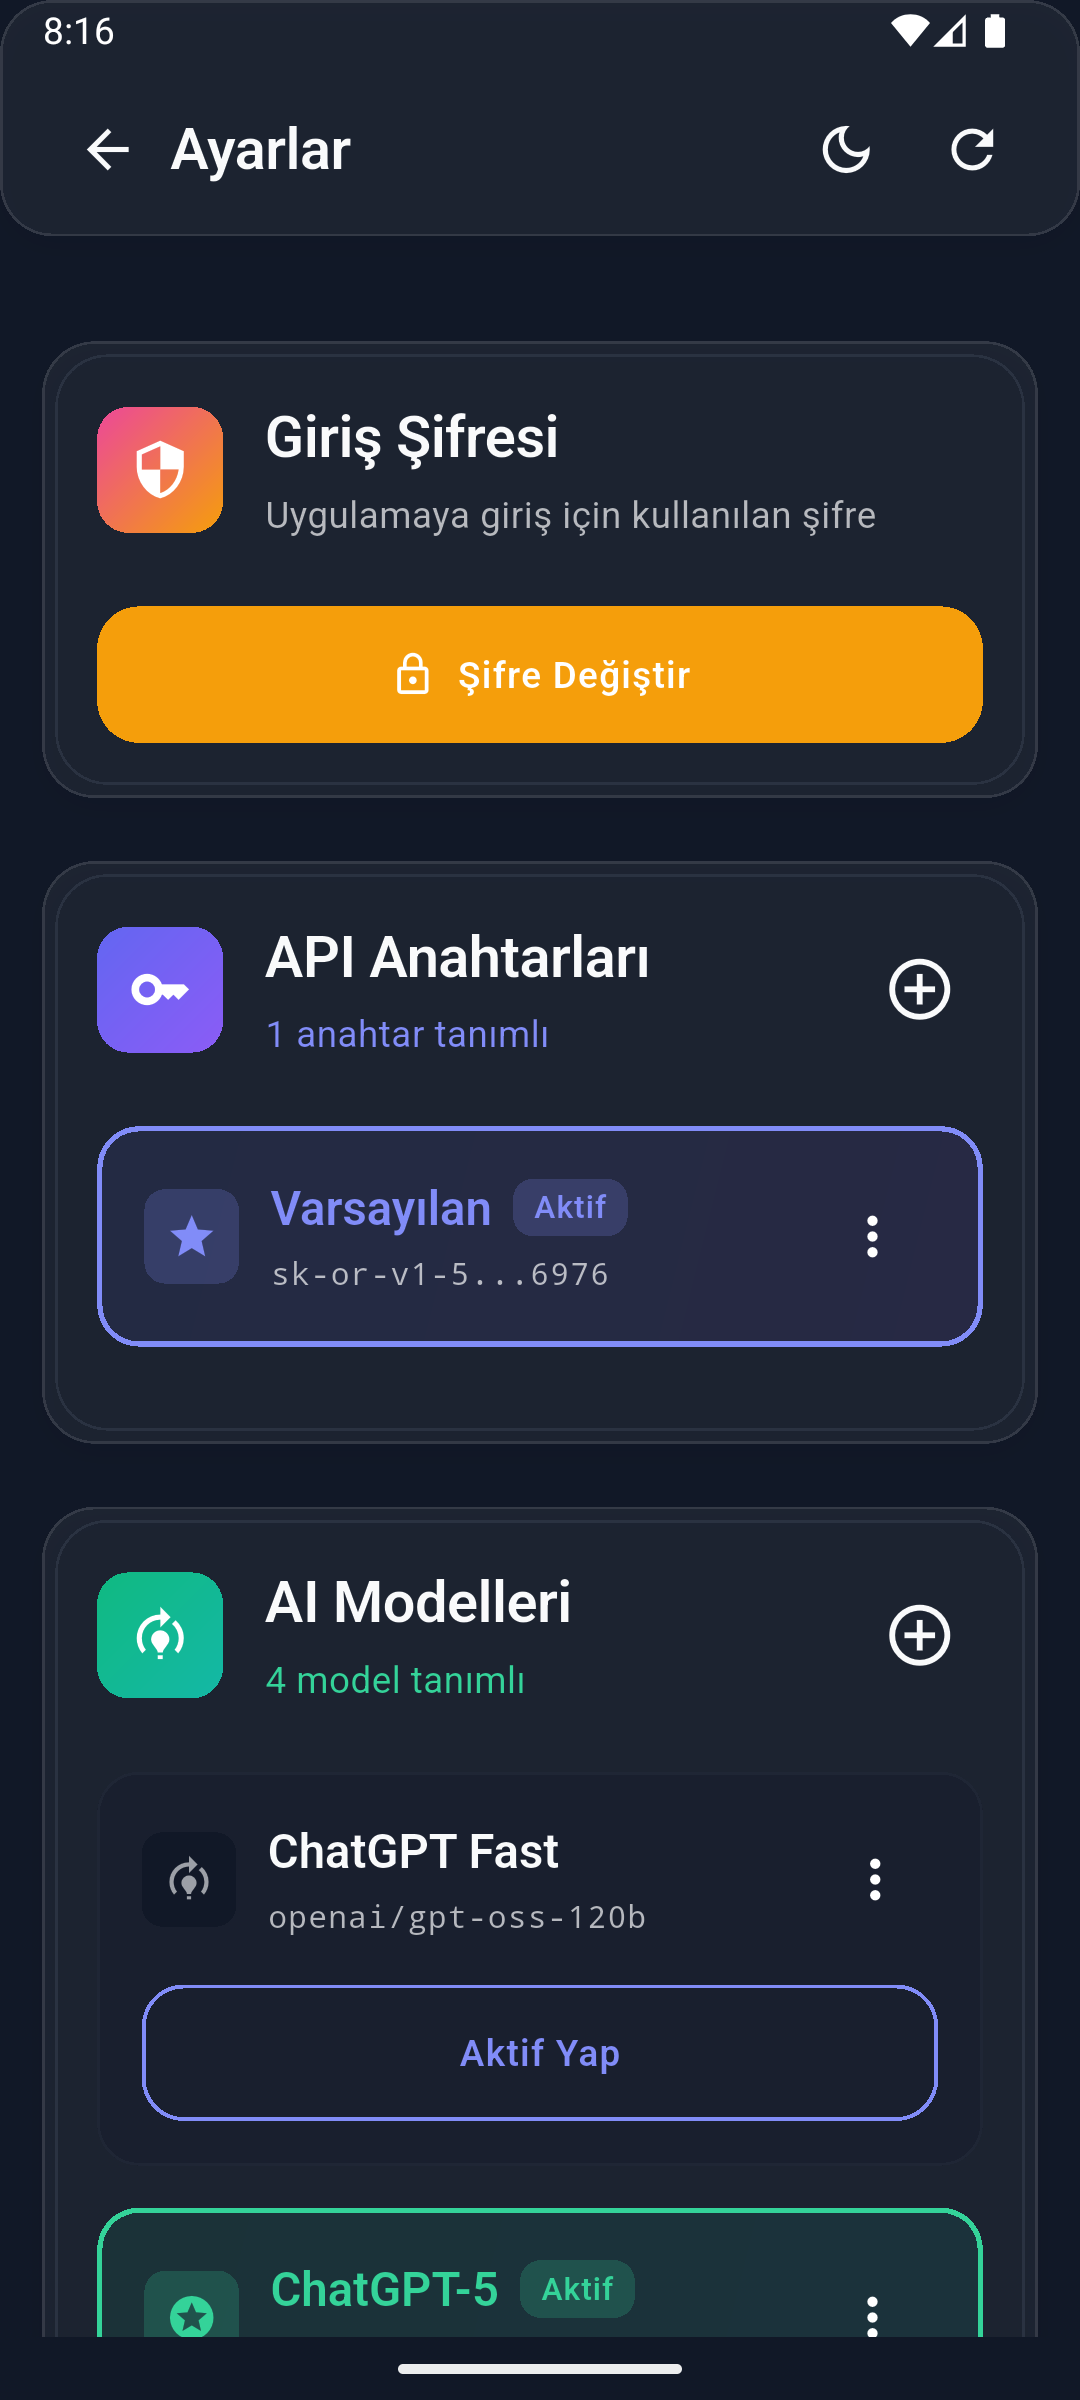 8:16
Ayarlar
Giriş Şifresi
Uygulamaya giriş için kullanılan şifre
Şifre Değiştir
API Anahtarları
1 anahtar tanımlı
Varsayılan Aktif
sk-or-v1-5...6976
AI Modelleri
4 model tanımlı
ChatGPT Fast
openai/gpt-oss-120b
Aktif Yap
ChatGPT-5 Aktif